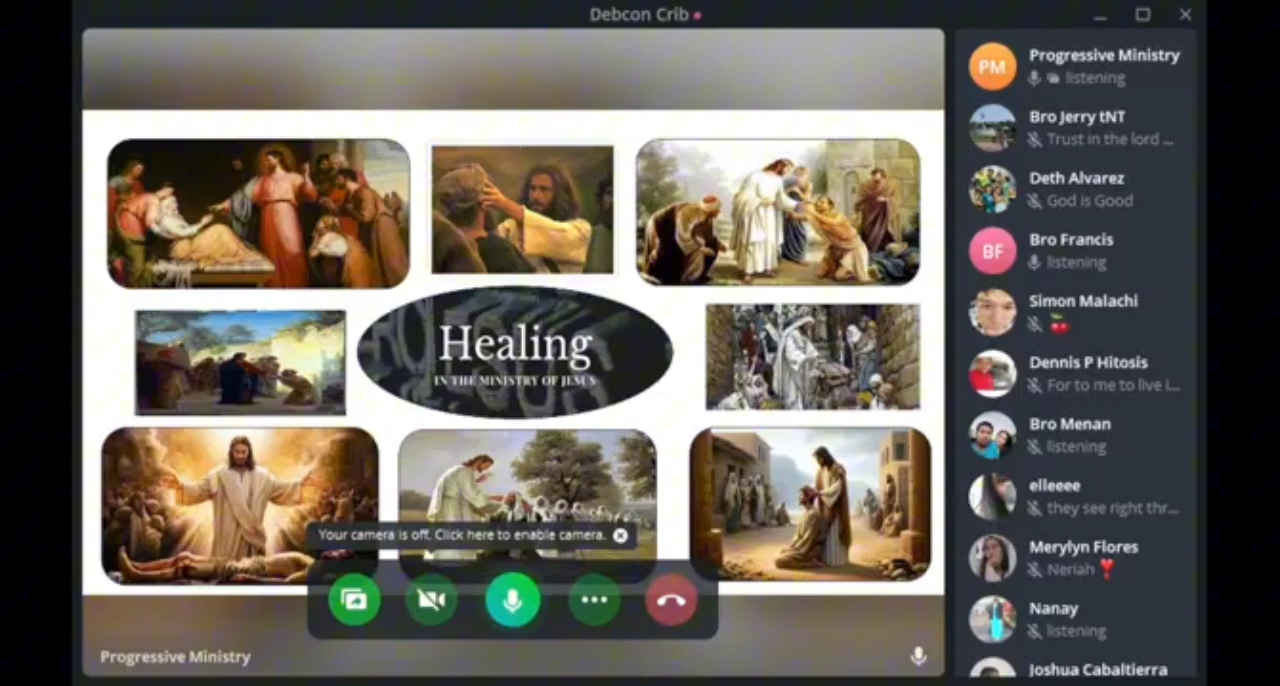 Debcon Crib
Healing
IN THE MINISTRY OF JESUS
Your camera is off. Click here to enable camera.
Progressive Ministry
PM
Progressive Ministry
listening
Bro Jerry tNT
Trust in the lord ...
Deth Alvarez
God is Good
BF
Bro Francis
listening
Simon Malachi
🍒
Dennis P Hitosis
For to me to live i...
Bro Menan
listening
elleeee
they see right thr...
Merylyn Flores
Neriah ❣️
Nanay
listening
Joshua Cabaltierra